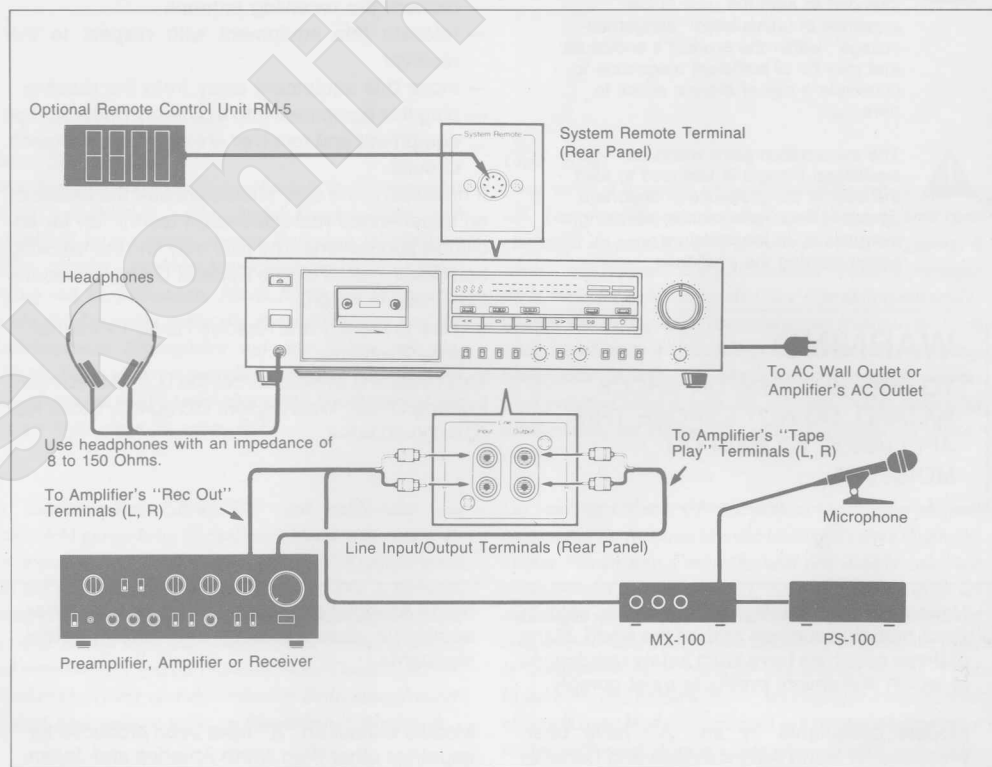 Optional Remote Control Unit RM-5
System Remote
System Remote Terminal
(Rear Panel)
Headphones
To AC Wall Outlet or
Amplifier's AC Outlet
Use headphones with an impedance of
8 to 150 Ohms.
Line
Input Output
To Amplifier's "Tape
Play" Terminals (L, R)
To Amplifier's "Rec Out"
Terminals (L, R)
Microphone
Line Input/Output Terminals (Rear Panel)
MX-100
PS-100
Preamplifier, Amplifier or Receiver